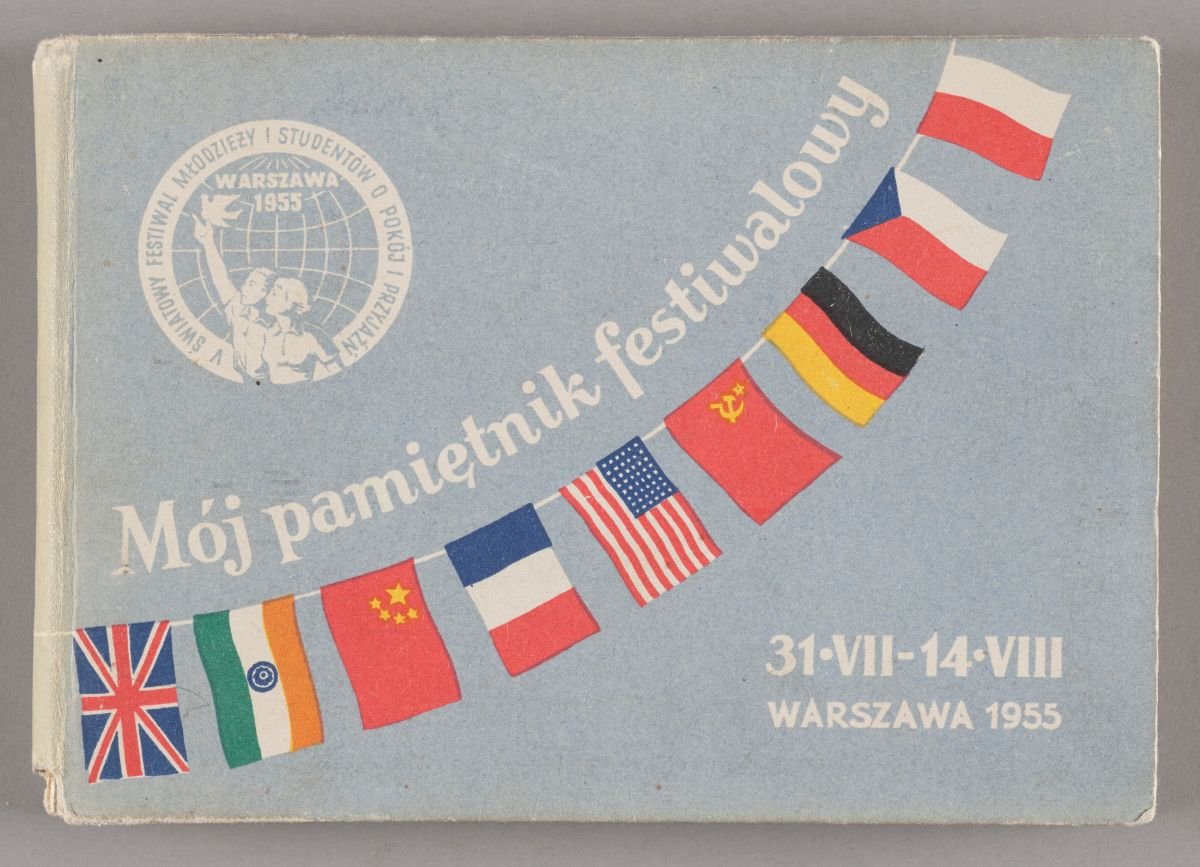 V ŚWIATOWY FESTIWAL MŁODZIEŻY I STUDENTÓW O POKÓJ I PRZYJAŹŃ
WARSZAWA
1955
Mój pamiętnik festiwalowy
31•VII-14•VIII
WARSZAWA 1955